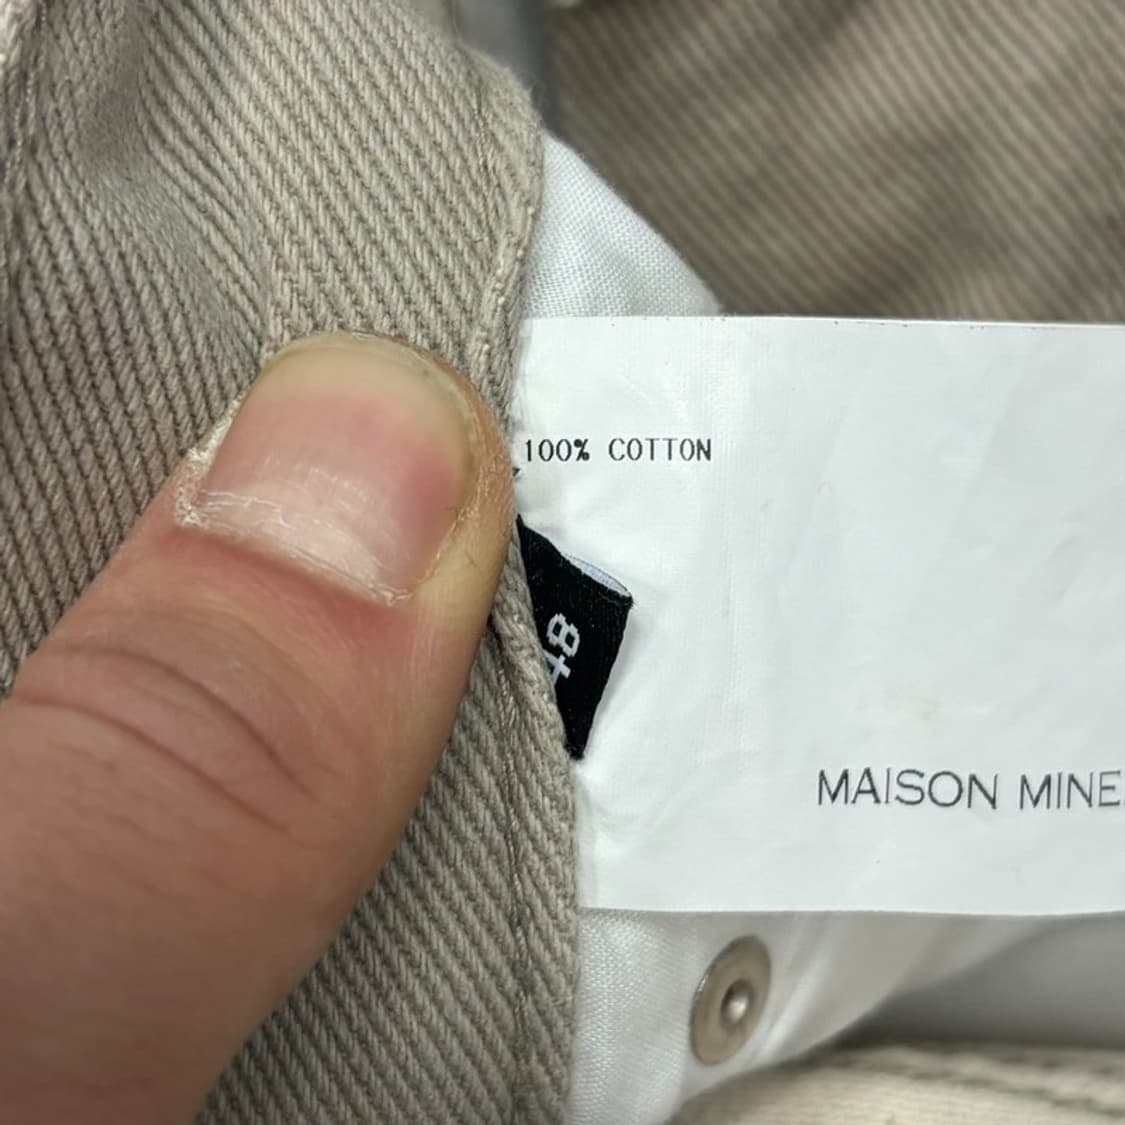 100% COTTON
48
MAISON MINE